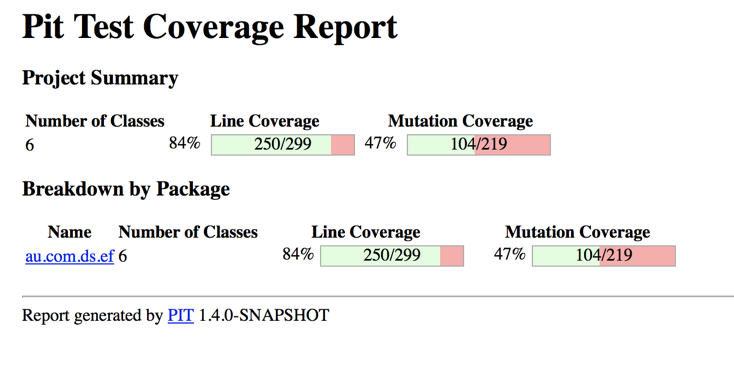 Pit Test Coverage Report
Project Summary
Number of Classes Line Coverage Mutation Coverage
6 84% 250/299 47% 104/219
Breakdown by Package
Name Number of Classes Line Coverage Mutation Coverage
au.com.ds.ef 6 84% 250/299 47% 104/219
Report generated by PIT 1.4.0-SNAPSHOT